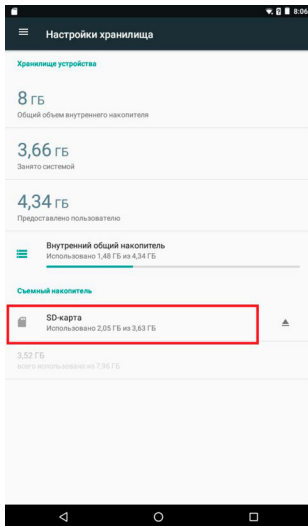 8:06
Настройки хранилища
Хранилище устройства
8 ГБ
Общий объем внутреннего накопителя
3,66 ГБ
Занято системой
4,34 ГБ
Предоставлено пользователю
Внутренний общий накопитель
Использовано 1,48 ГБ из 4,34 ГБ
Съемный накопитель
SD-карта
Использовано 2,05 ГБ из 3,63 ГБ
3,52 ГБ
всего использовано из 7,96 ГБ